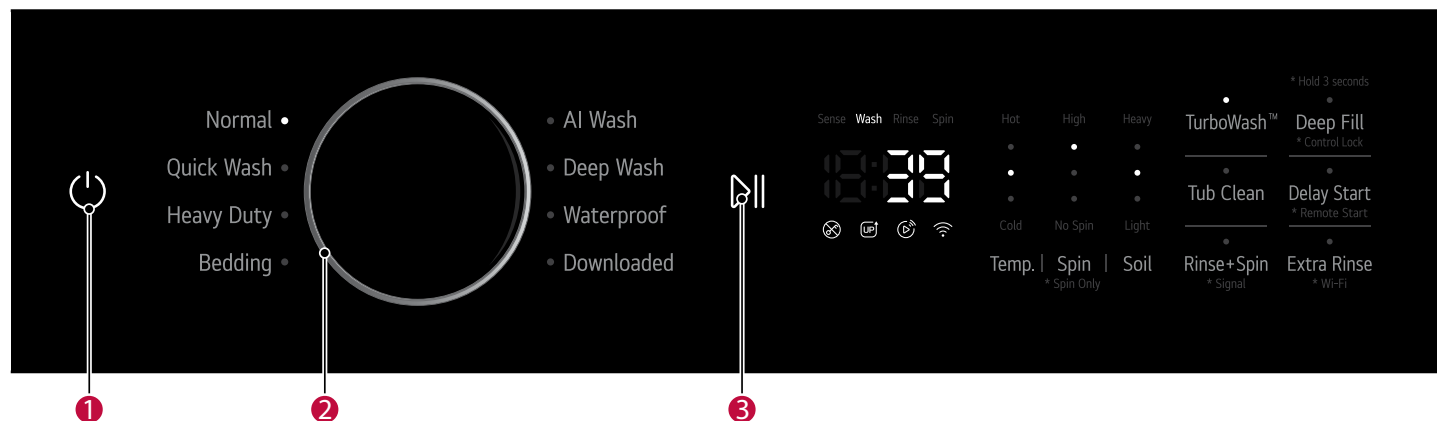 Normal
Quick Wash
Heavy Duty
Bedding
AI Wash
Deep Wash
Waterproof
Downloaded
Sense Wash Rinse Spin
39
UP
Hot High Heavy
Cold No Spin Light
Temp. | Spin | Soil
* Spin Only
TurboWash™
Tub Clean
Rinse+Spin
* Signal
* Hold 3 seconds
Deep Fill
* Control Lock
Delay Start
* Remote Start
Extra Rinse
* Wi-Fi
1 2 3